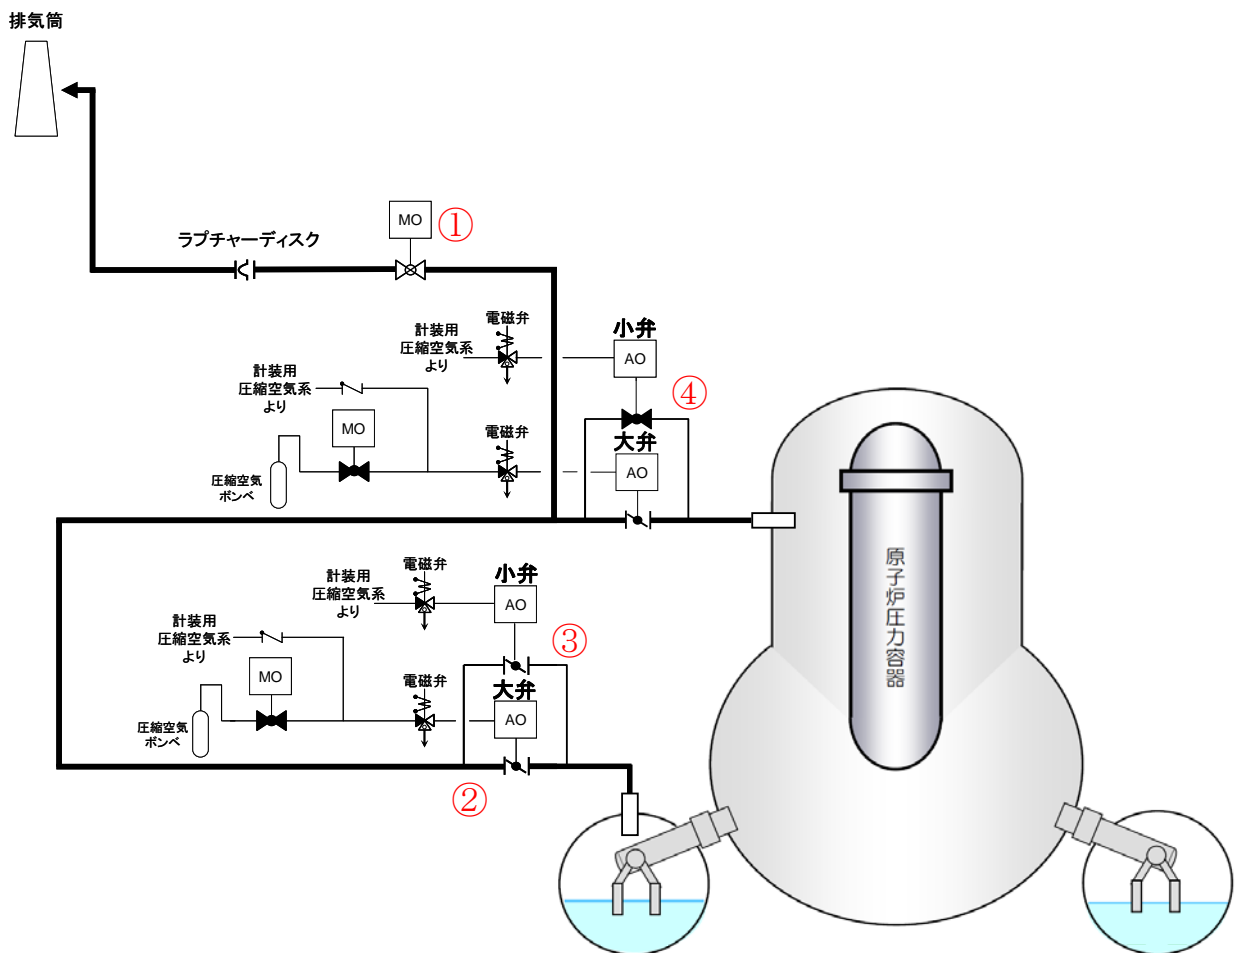 排気筒
MO
①
ラプチャーディスク
電磁弁
小弁
計装用
圧縮空気系
より
AO
計装用
圧縮空気系
より
④
MO
電磁弁
大弁
AO
圧縮空気
ボンベ
原子炉圧力容器
電磁弁
小弁
計装用
圧縮空気系
より
AO
計装用
圧縮空気系
より
③
MO
電磁弁
大弁
AO
圧縮空気
ボンベ
②